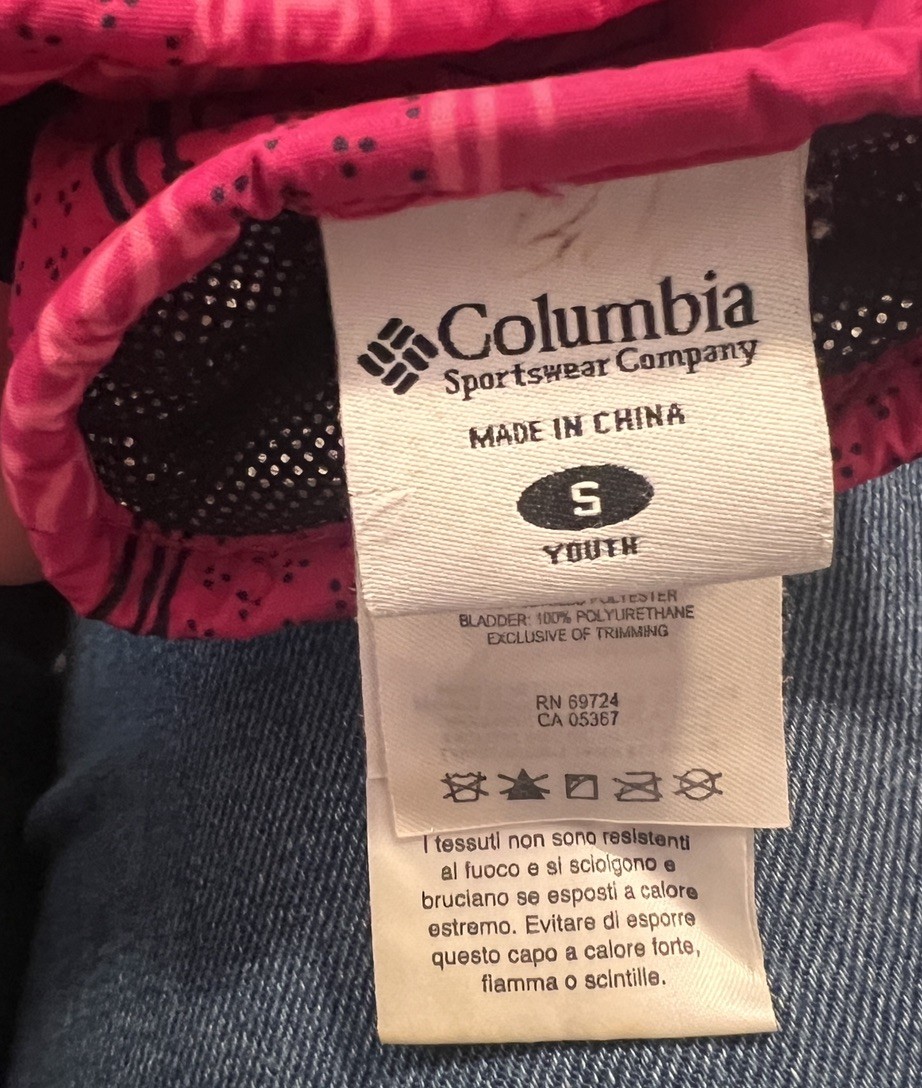 Columbia
Sportswear Company
MADE IN CHINA
S
YOUTH
POLYESTER
BLADDER: 100% POLYURETHANE
EXCLUSIVE OF TRIMMING
RN 69724
CA 05367
I tessuti non sono resistenti
al fuoco e si sciolgono e
bruciano se esposti a calore
estremo. Evitare di esporre
questo capo a calore forte,
fiamma o scintille.